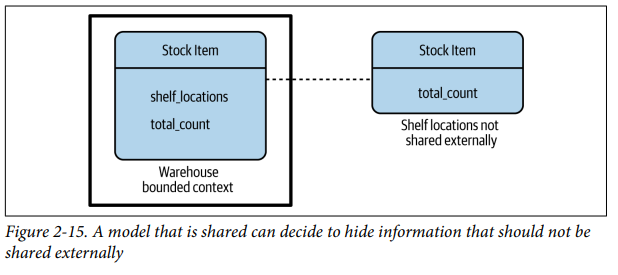 Stock Item
shelf_locations
total_count
Warehouse
bounded context
Stock Item
total_count
Shelf locations not
shared externally
Figure 2-15. A model that is shared can decide to hide information that should not be
shared externally